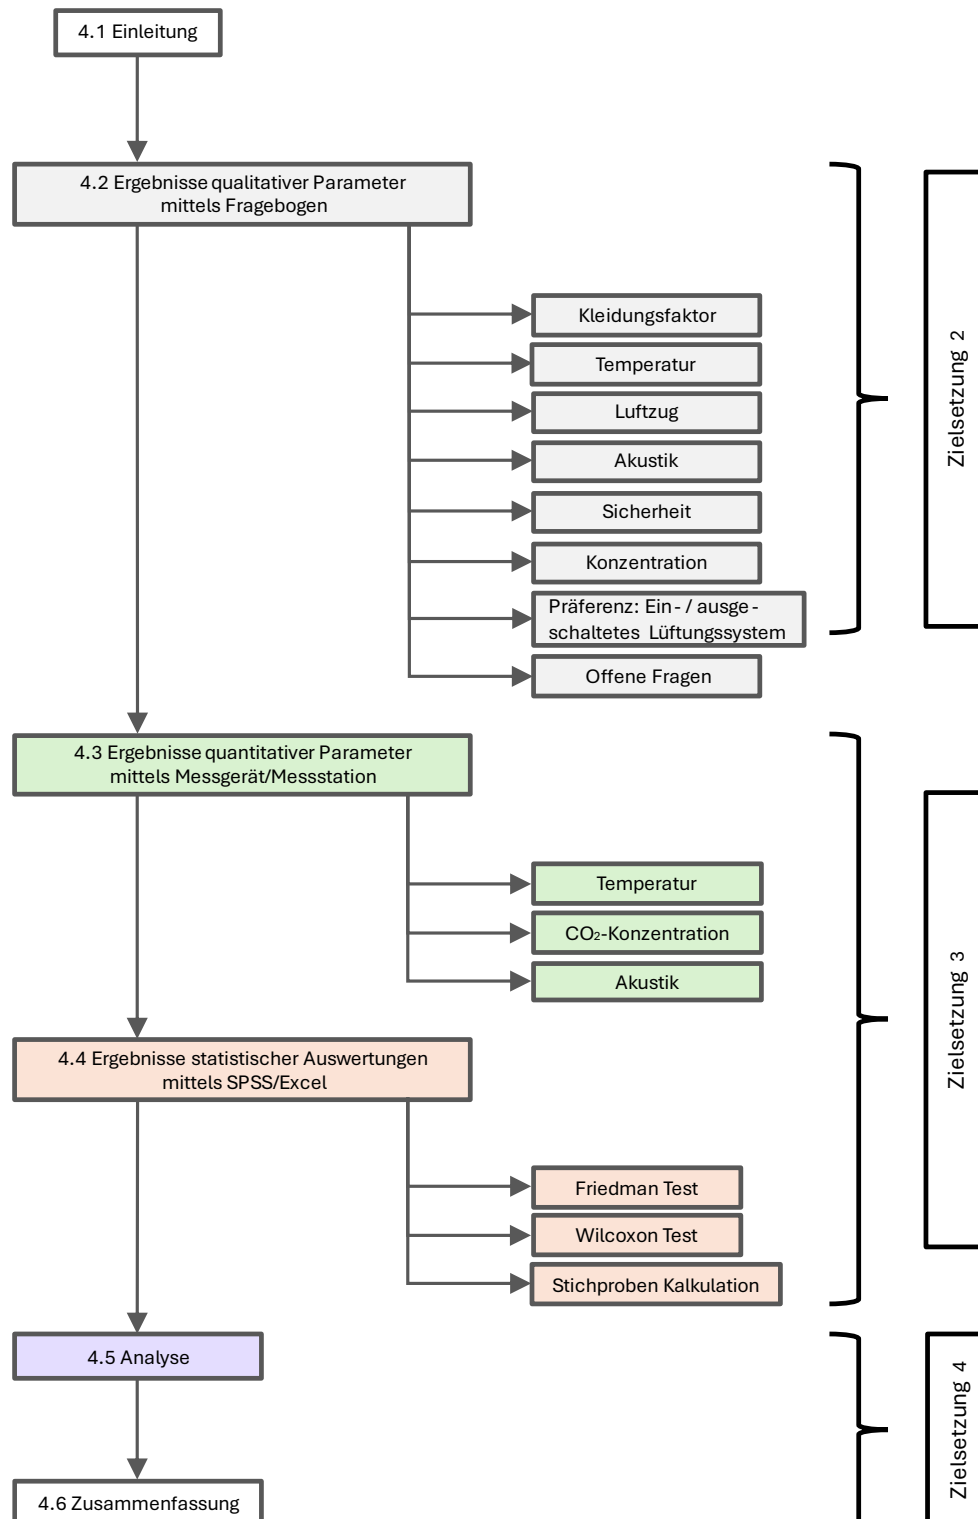 4.1 Einleitung
4.2 Ergebnisse qualitativer Parameter
mittels Fragebogen
Kleidungsfaktor
Temperatur
Luftzug
Akustik
Sicherheit
Konzentration
Präferenz: Ein- / ausge-
schaltetes Lüftungssystem
Offene Fragen
Zielsetzung 2
4.3 Ergebnisse quantitativer Parameter
mittels Messgerät/Messstation
Temperatur
CO₂-Konzentration
Akustik
4.4 Ergebnisse statistischer Auswertungen
mittels SPSS/Excel
Friedman Test
Wilcoxon Test
Stichproben Kalkulation
Zielsetzung 3
4.5 Analyse
4.6 Zusammenfassung
Zielsetzung 4